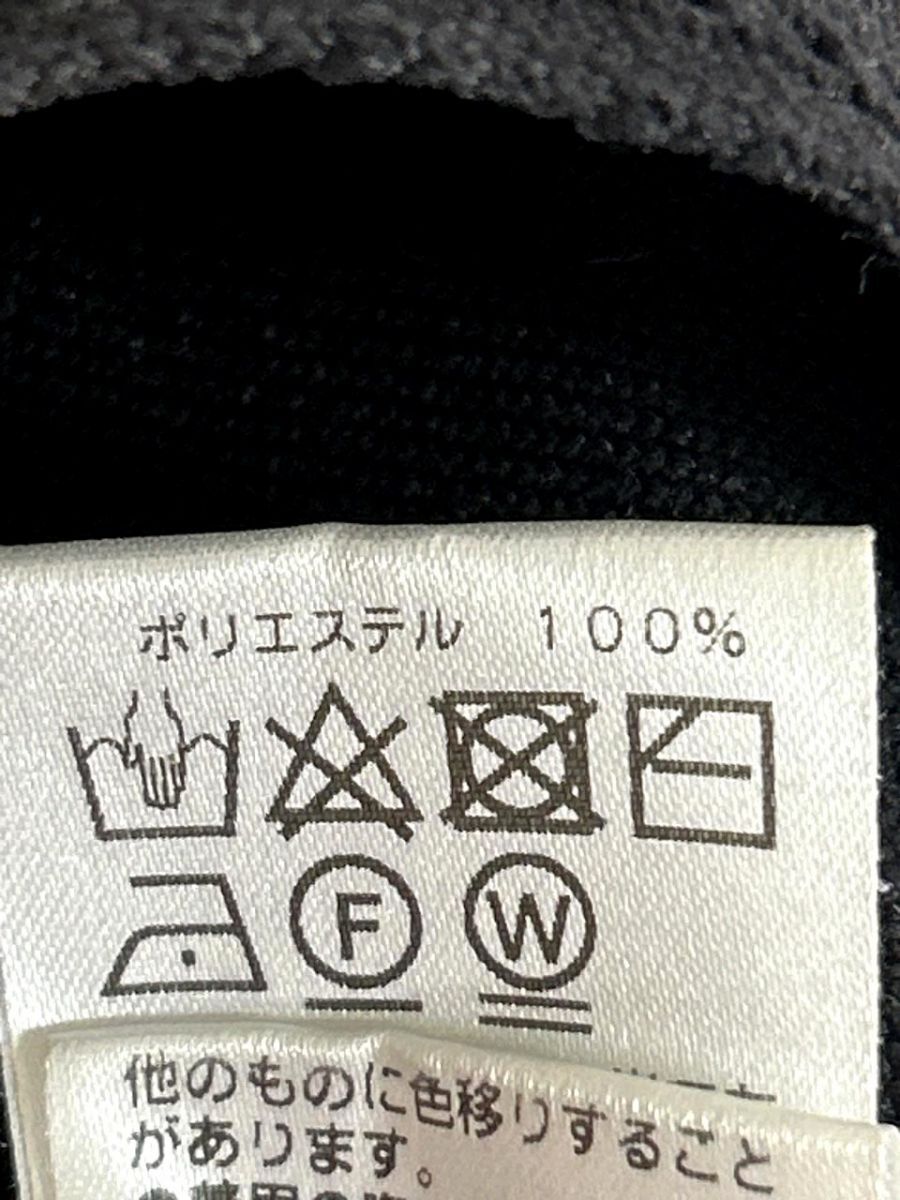 ポリエステル 100%
F
W
他のものに色移りすること
があります。